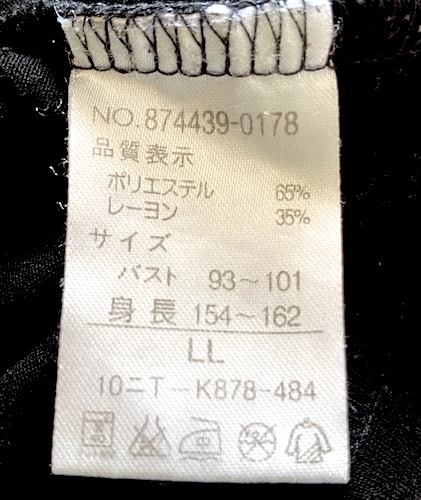 NO.874439-0178
品質表示
ポリエステル 65%
レーヨン 35%
サイズ
バスト 93～101
身長 154～162
LL
10ニT-K878-484